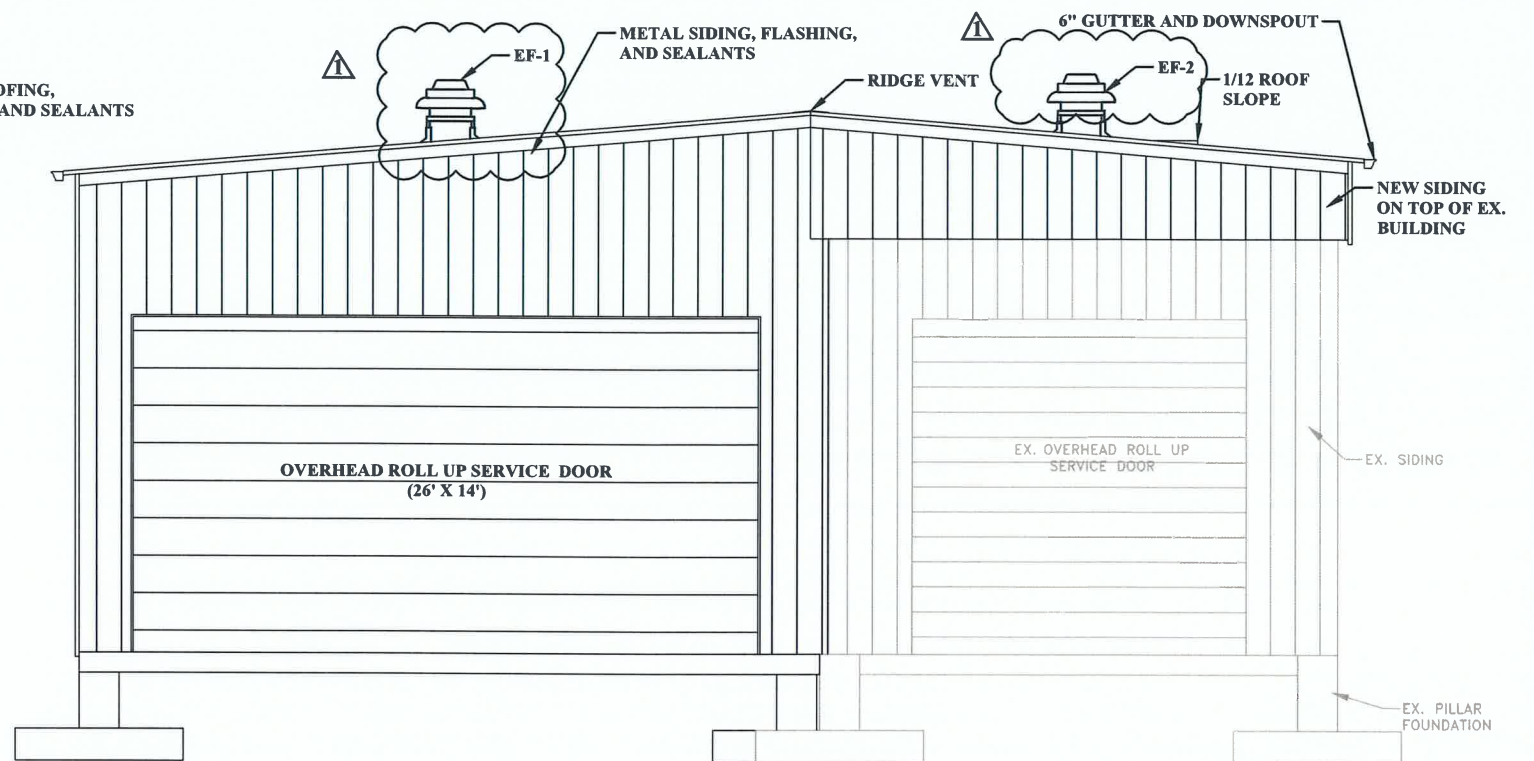 OFING,
AND SEALANTS
1
EF-1
METAL SIDING, FLASHING,
AND SEALANTS
RIDGE VENT
1
6" GUTTER AND DOWNSPOUT
EF-2
1/12 ROOF
SLOPE
NEW SIDING
ON TOP OF EX.
BUILDING
OVERHEAD ROLL UP SERVICE DOOR
(26' X 14')
EX. OVERHEAD ROLL UP
SERVICE DOOR
EX. SIDING
EX. PILLAR
FOUNDATION